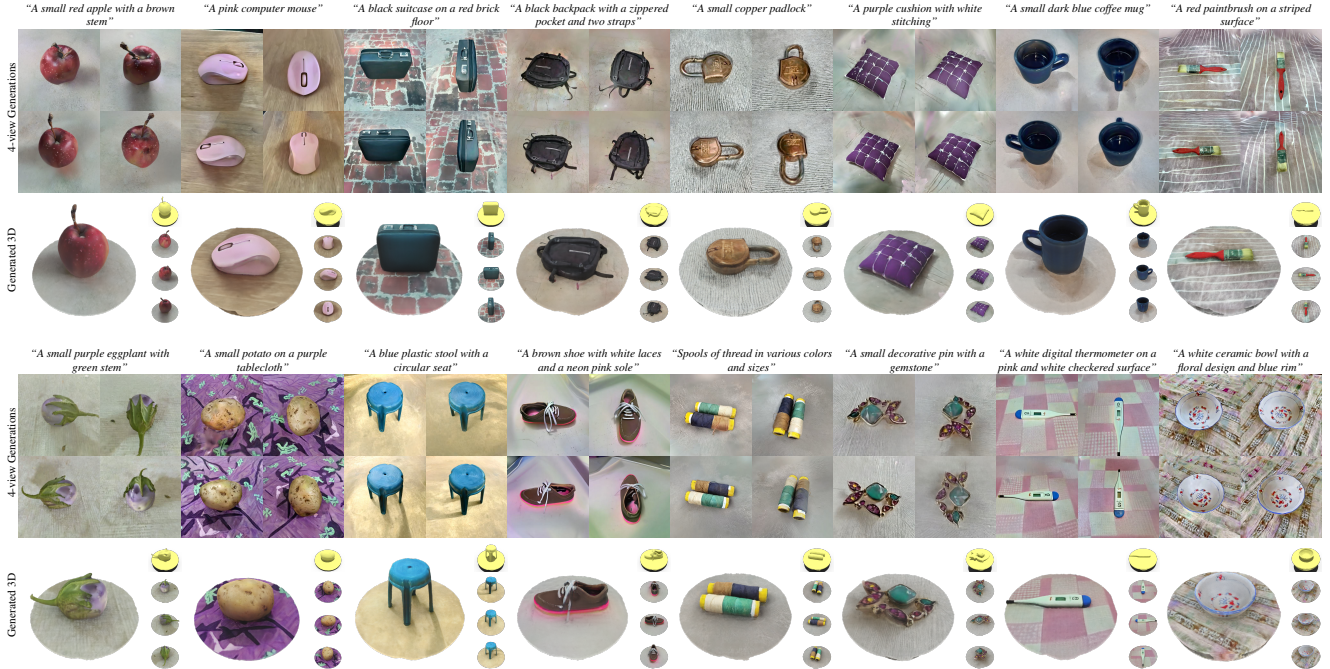 “A small red apple with a brown
stem”
“A pink computer mouse”
“A black suitcase on a red brick
floor”
“A black backpack with a zippered
pocket and two straps”
“A small copper padlock”
“A purple cushion with white
stitching”
“A small dark blue coffee mug”
“A red paintbrush on a striped
surface”
4-view Generations
Generated 3D
“A small purple eggplant with
green stem”
“A small potato on a purple
tablecloth”
“A blue plastic stool with a
circular seat”
“A brown shoe with white laces
and a neon pink sole”
“Spools of thread in various colors
and sizes”
“A small decorative pin with a
gemstone”
“A white digital thermometer on a
pink and white checkered surface”
“A white ceramic bowl with a
floral design and blue rim”
4-view Generations
Generated 3D